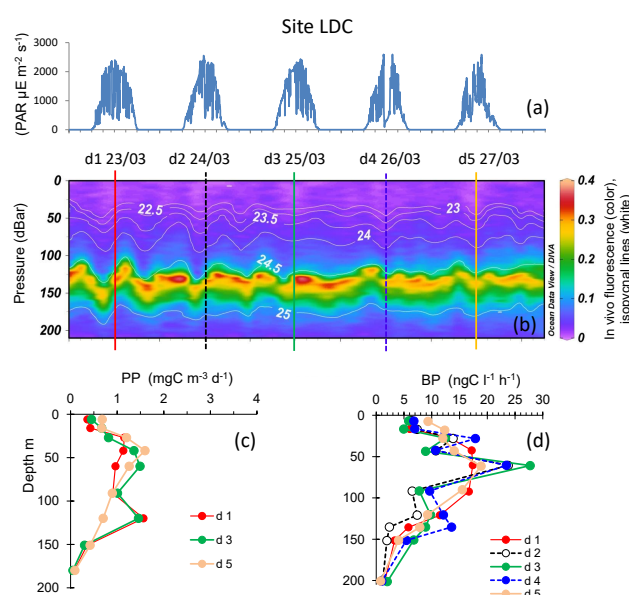 Site LDC
(PAR µE m⁻² s⁻¹)
3000
2000
1000
0
(a)
d1 23/03 d2 24/03 d3 25/03 d4 26/03 d5 27/03
Pressure (dBar)
0
50
100
150
200
22.5 23.5 23
24
24.5
25
(b)
Ocean Data View / DIVA
0.4
0.3
0.2
0.1
0
In vivo fluorescence (color),
isopycnal lines (white)
PP (mgC m⁻³ d⁻¹)
0 1 2 3 4
Depth m
0
50
100
150
200
(c)
d 1
d 3
d 5
BP (ngC l⁻¹ h⁻¹)
0 5 10 15 20 25 30
0
50
100
150
200
(d)
d 1
d 2
d 3
d 4
d 5